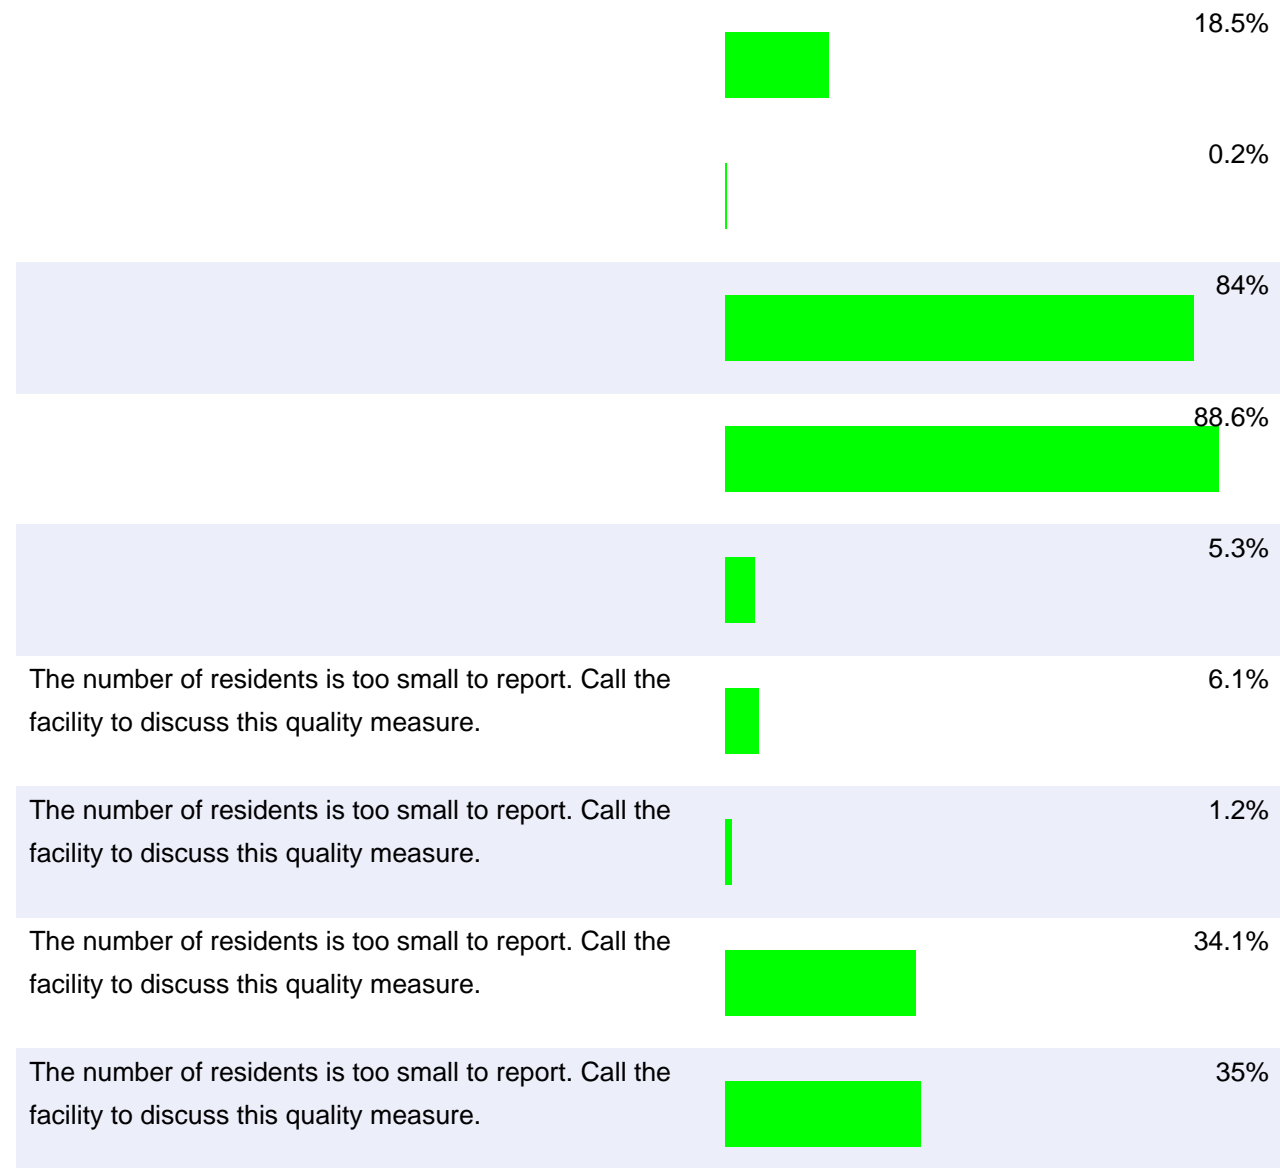 18.5%
0.2%
84%
88.6%
5.3%
The number of residents is too small to report. Call the
facility to discuss this quality measure.
6.1%
The number of residents is too small to report. Call the
facility to discuss this quality measure.
1.2%
The number of residents is too small to report. Call the
facility to discuss this quality measure.
34.1%
The number of residents is too small to report. Call the
facility to discuss this quality measure.
35%